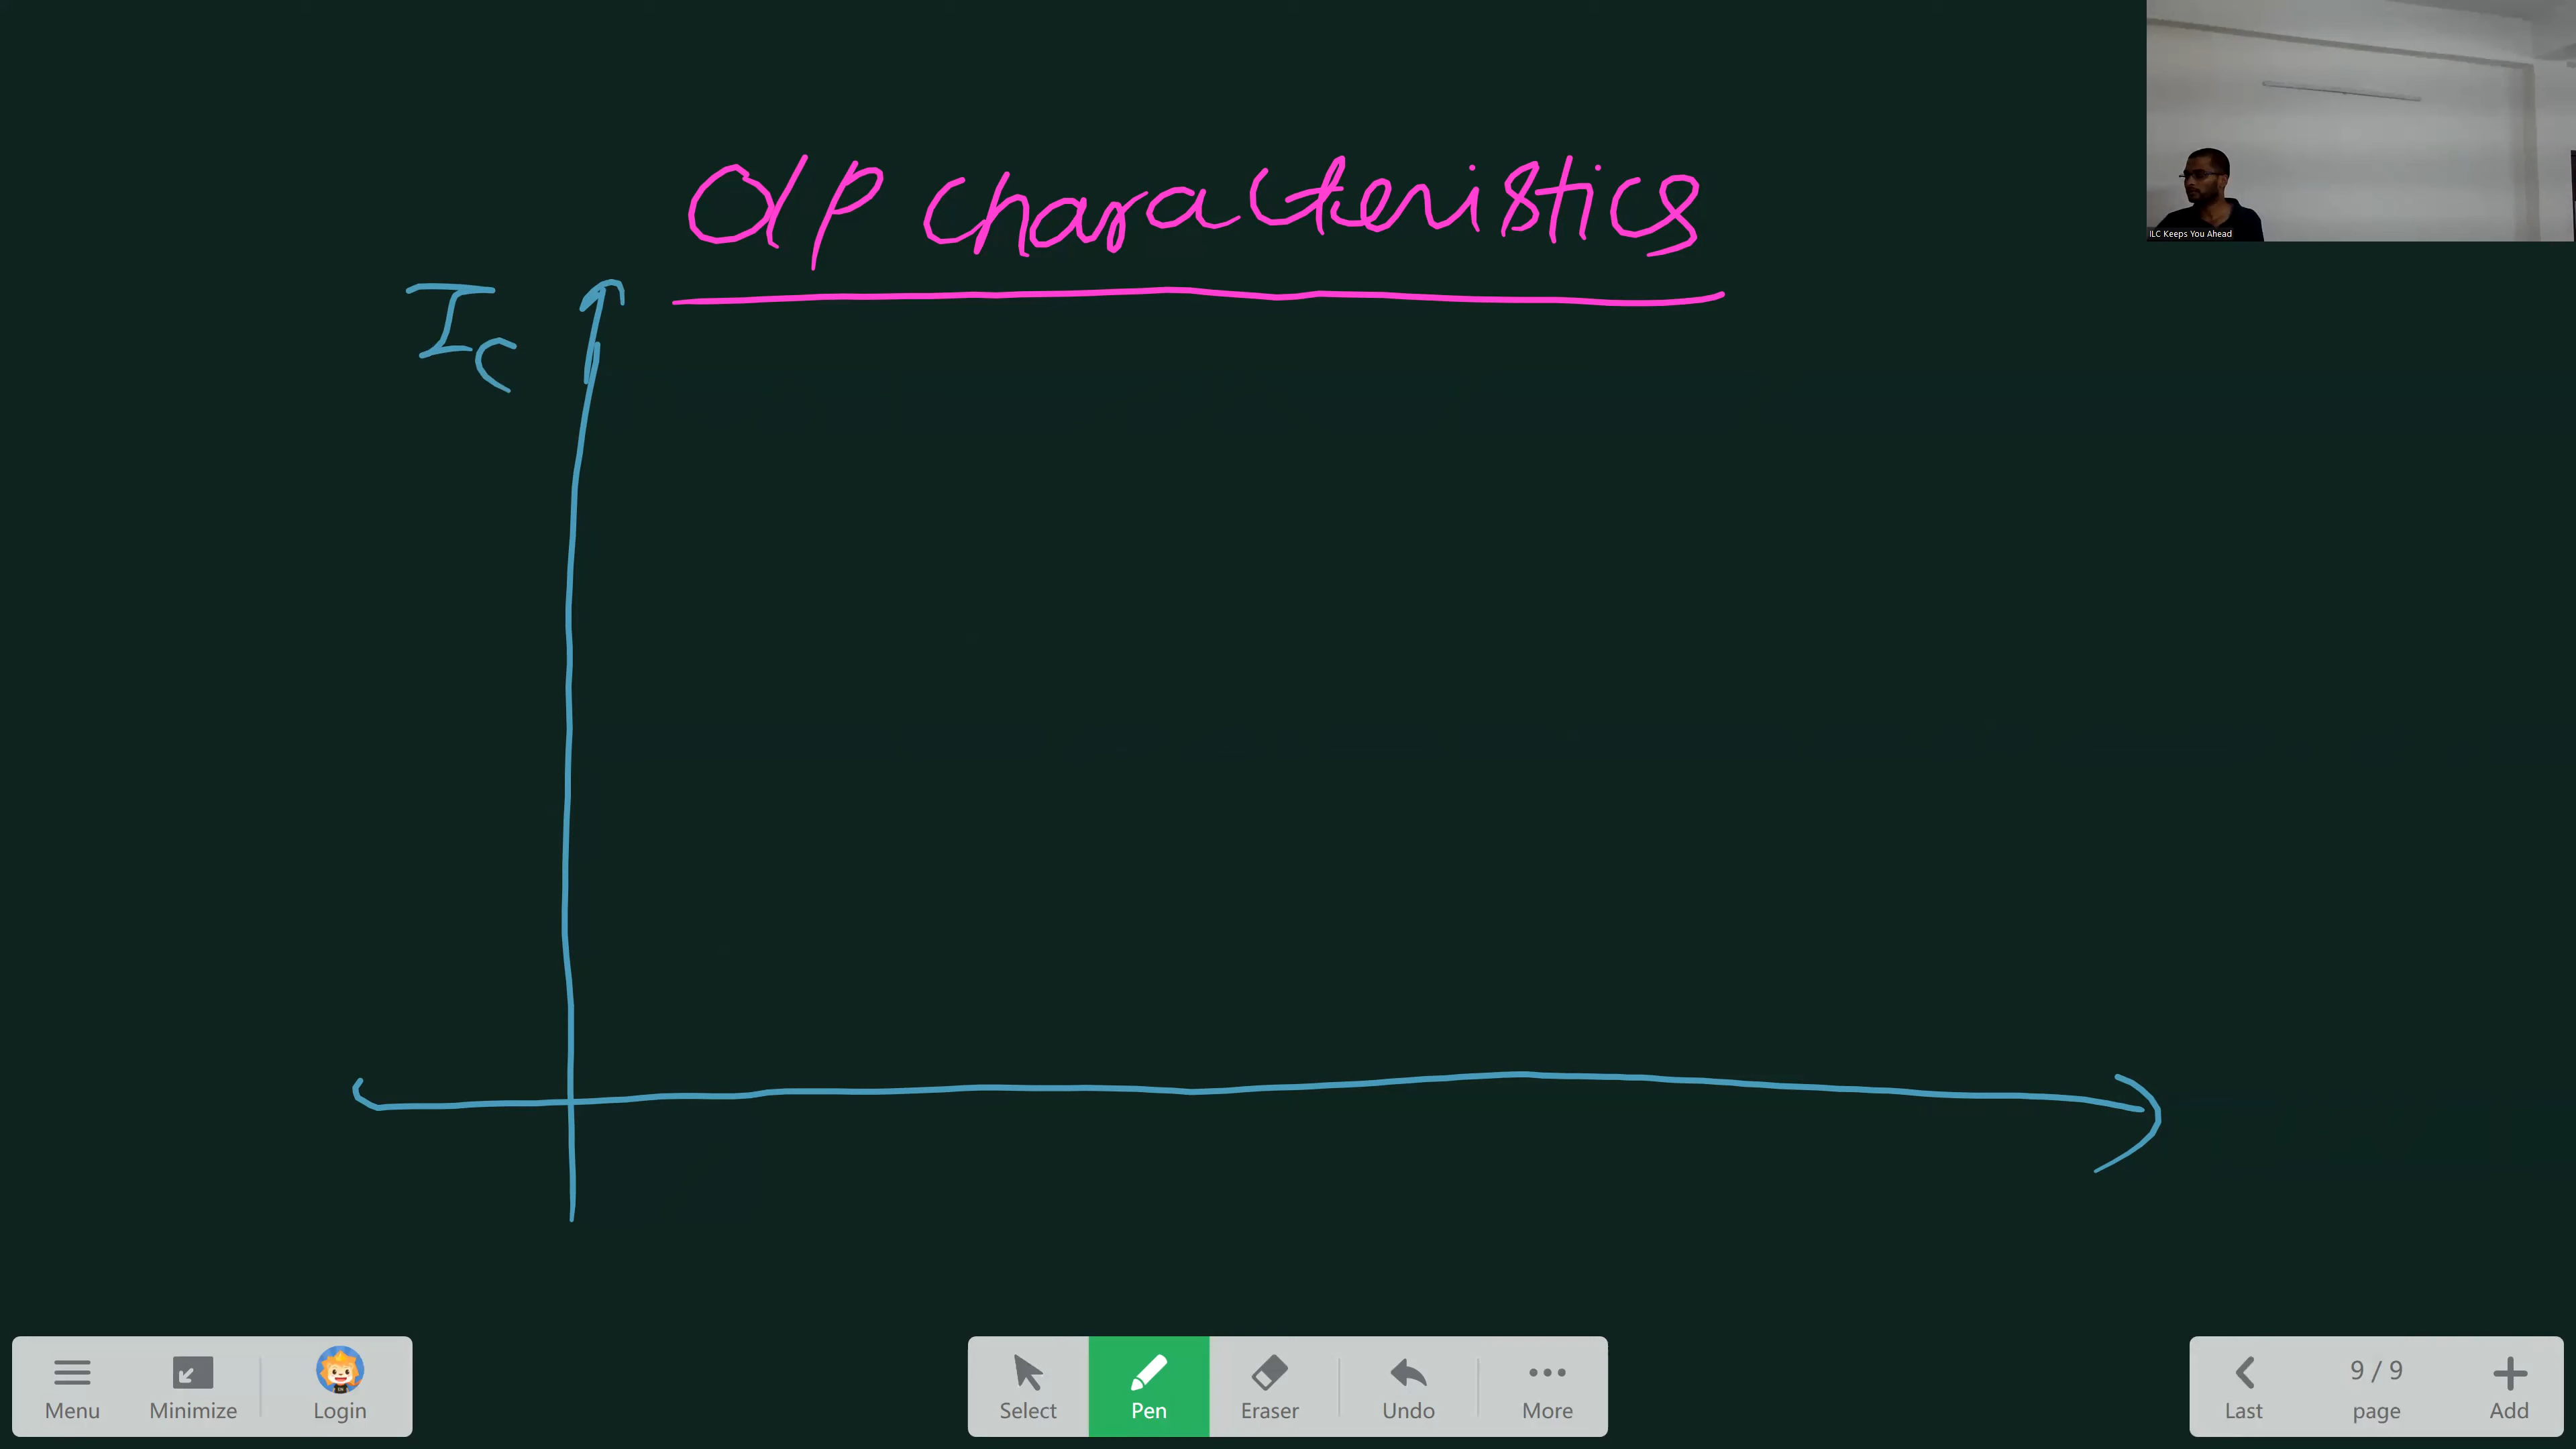 O/P characteristics
Ic
ILC Keeps You Ahead
Menu
Minimize
Login
Select
Pen
Eraser
Undo
More
Last
9 / 9
page
Add